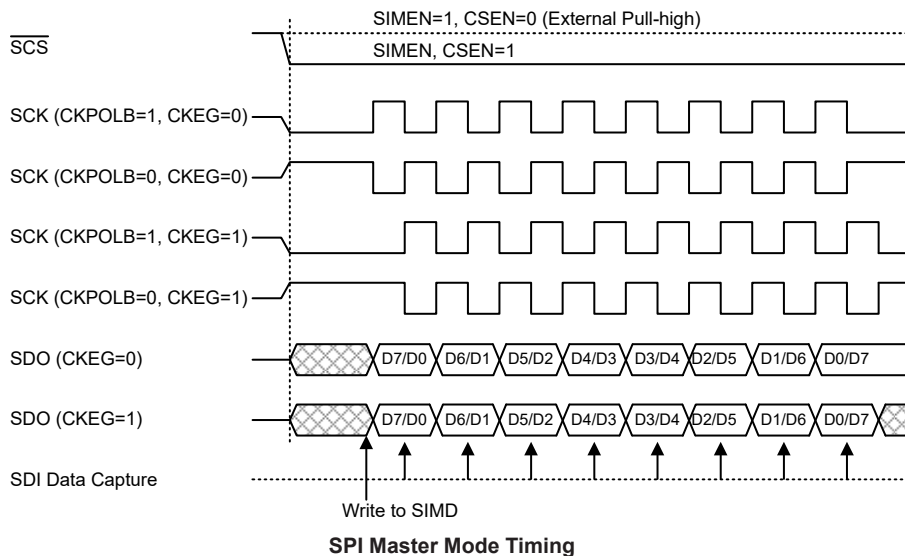 SIMEN=1, CSEN=0 (External Pull-high)
SCS
SIMEN, CSEN=1
SCK (CKPOLB=1, CKEG=0)
SCK (CKPOLB=0, CKEG=0)
SCK (CKPOLB=1, CKEG=1)
SCK (CKPOLB=0, CKEG=1)
SDO (CKEG=0) D7/D0 D6/D1 D5/D2 D4/D3 D3/D4 D2/D5 D1/D6 D0/D7
SDO (CKEG=1) D7/D0 D6/D1 D5/D2 D4/D3 D3/D4 D2/D5 D1/D6 D0/D7
SDI Data Capture
Write to SIMD
SPI Master Mode Timing